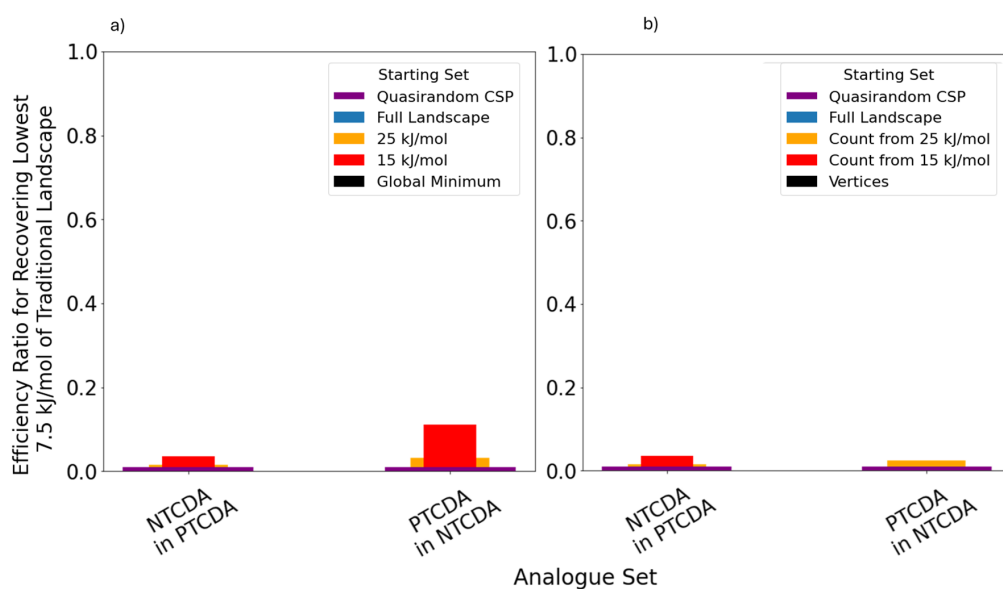 a)
b)
Efficiency Ratio for Recovering Lowest
7.5 kJ/mol of Traditional Landscape
1.0
0.8
0.6
0.4
0.2
0.0
Starting Set
Quasirandom CSP
Full Landscape
25 kJ/mol
15 kJ/mol
Global Minimum
NTCDA
in PTCDA
PTCDA
in NTCDA
1.0
0.8
0.6
0.4
0.2
0.0
Starting Set
Quasirandom CSP
Full Landscape
Count from 25 kJ/mol
Count from 15 kJ/mol
Vertices
NTCDA
in PTCDA
PTCDA
in NTCDA
Analogue Set